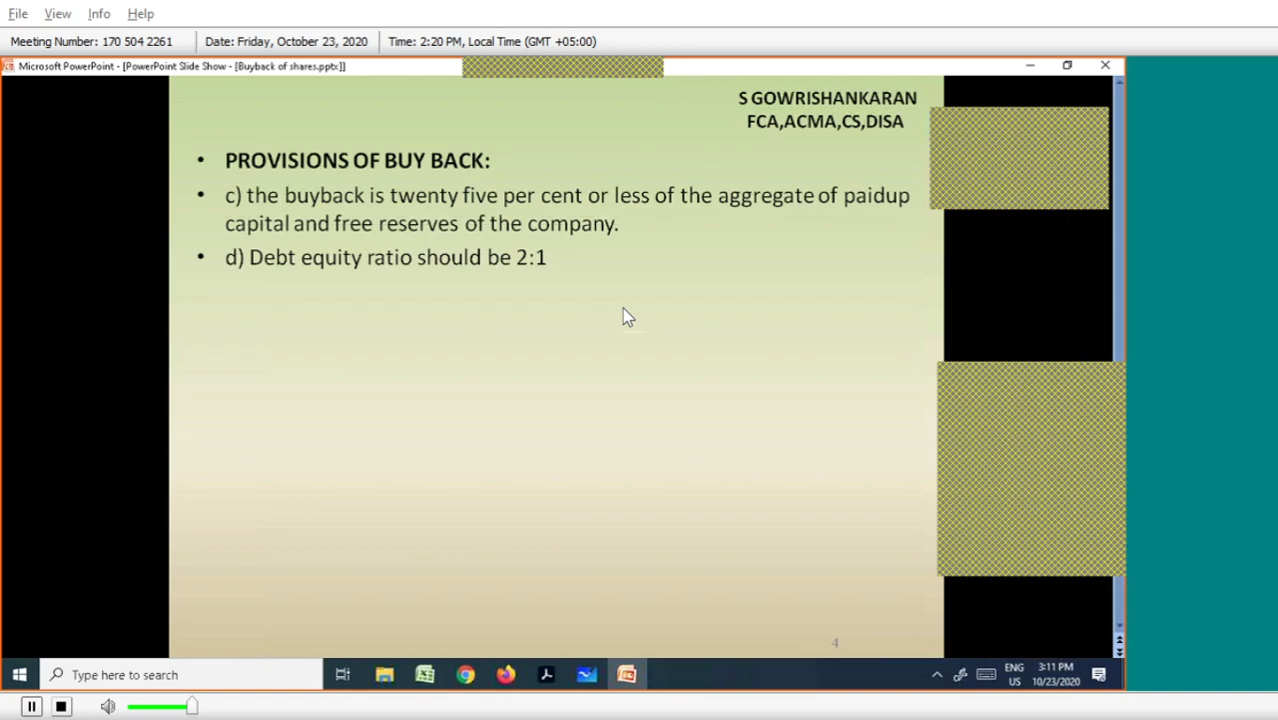 File View Info Help
Meeting Number: 170 504 2261 Date: Friday, October 23, 2020 Time: 2:20 PM, Local Time (GMT +05:00)
Microsoft PowerPoint - [PowerPoint Slide Show - [Buyback of shares.pptx]]
S GOWRISHANKARAN
FCA,ACMA,CS,DISA
• PROVISIONS OF BUY BACK:
• c) the buyback is twenty five per cent or less of the aggregate of paidup
capital and free reserves of the company.
• d) Debt equity ratio should be 2:1
4
Type here to search
ENG
US
3:11 PM
10/23/2020